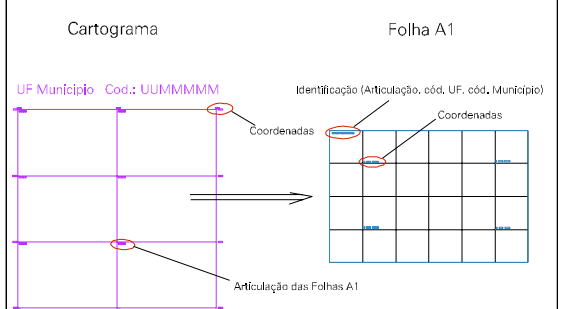 Cartograma
Folha A1
UF Município Cod.: UUMMMMM
Identificação (Articulação, cód. UF, cód. Município)
Coordenadas
Coordenadas
Articulação das Folhas A1